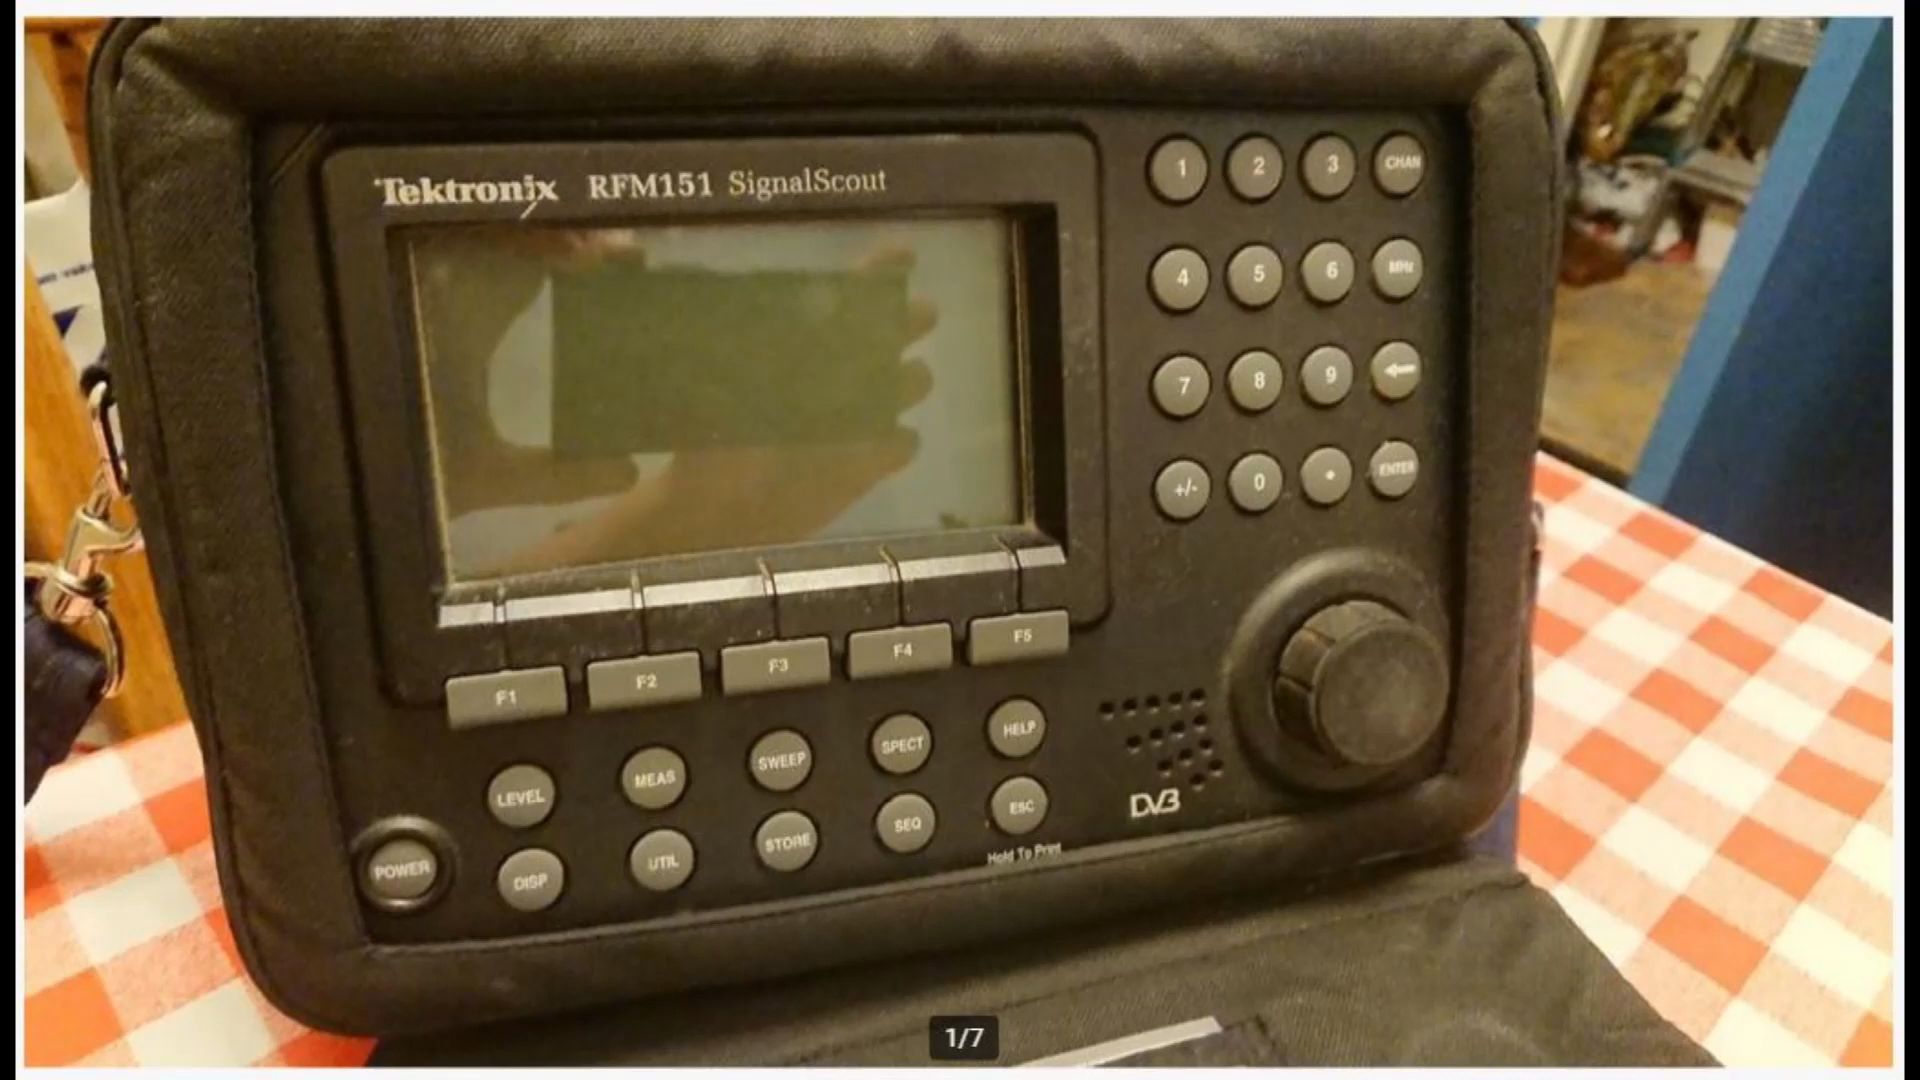 Tektronix RFM151 SignalScout
1 2 3 CHAN
4 5 6 MHz
7 8 9 ←
+/- 0 • ENTER
F1 F2 F3 F4 F5
LEVEL MEAS SWEEP SPECT HELP
POWER DISP UTIL STORE SEQ ESC
Hold To Print
DVB
1/7